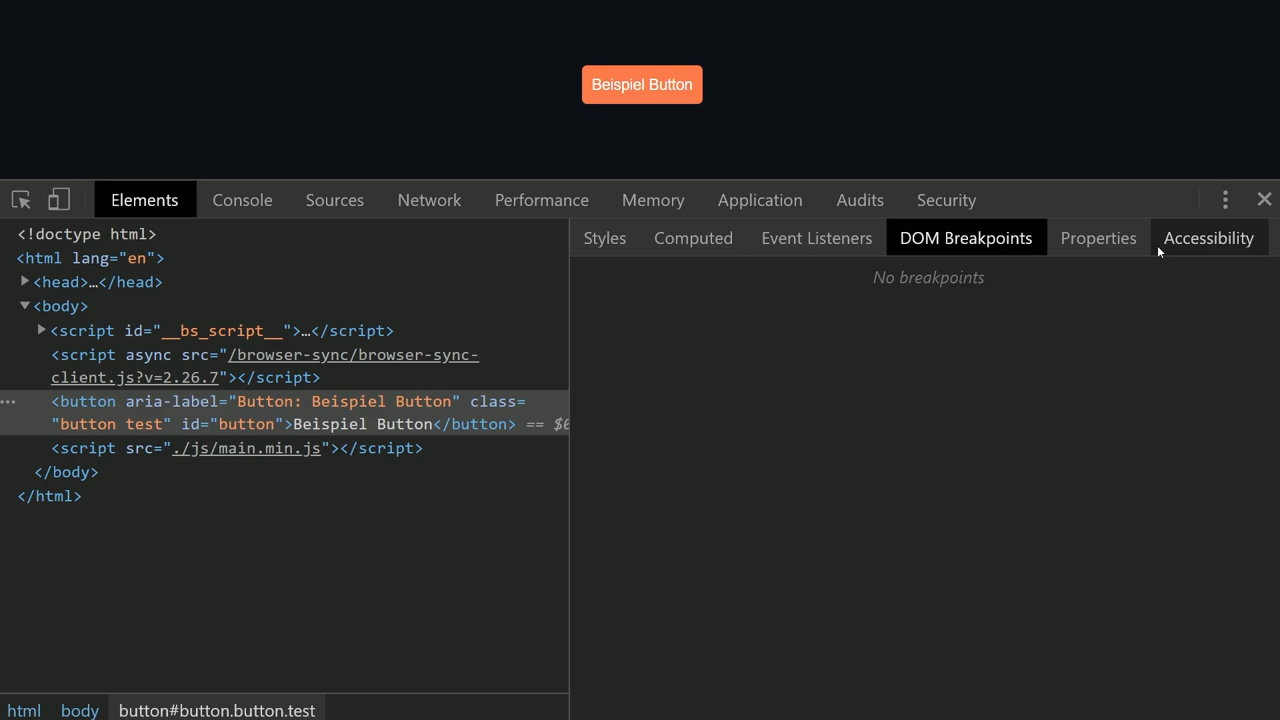 Beispiel Button
Elements Console Sources Network Performance Memory Application Audits Security
Styles Computed Event Listeners DOM Breakpoints Properties Accessibility
No breakpoints
<!doctype html>
<html lang="en">
<head>…</head>
<body>
<script id="__bs_script__">…</script>
<script async src="/browser-sync/browser-sync-
client.js?v=2.26.7"></script>
<button aria-label="Button: Beispiel Button" class=
"button test" id="button">Beispiel Button</button> ==
<script src="./js/main.min.js"></script>
</body>
</html>
html body button#button.button.test